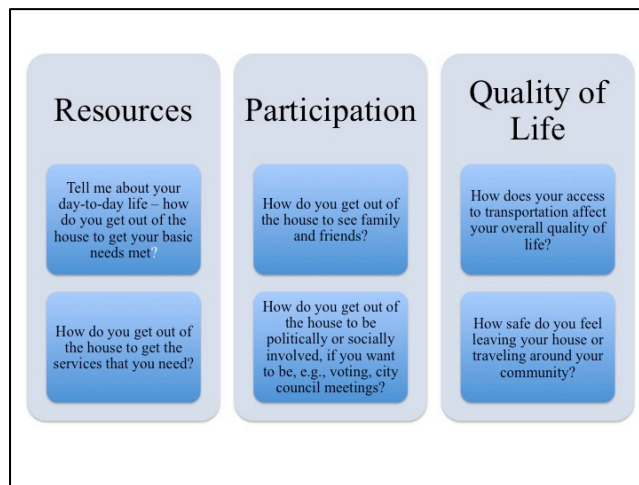 Resources
Tell me about your
day-to-day life – how
do you get out of the
house to get your basic
needs met?
How do you get out of
the house to get the
services that you need?
Participation
How do you get out of
the house to see family
and friends?
How do you get out of
the house to be
politically or socially
involved, if you want
to be, e.g., voting, city
council meetings?
Quality of
Life
How does your access
to transportation affect
your overall quality of
life?
How safe do you feel
leaving your house or
traveling around your
community?